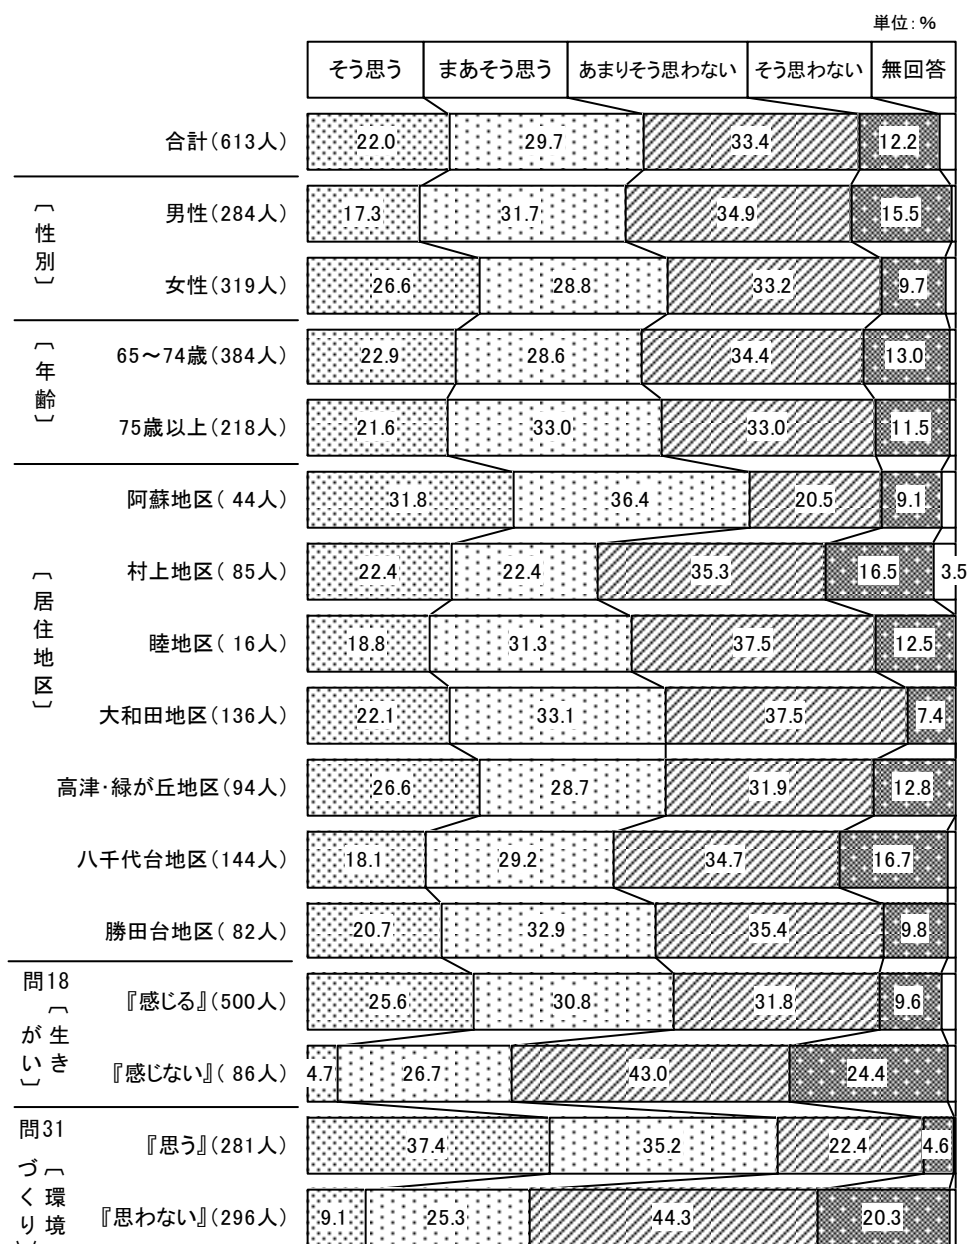 単位：％
そう思う まあそう思う あまりそう思わない そう思わない 無回答
合計(613人) 22.0 29.7 33.4 12.2
〔性別〕
男性(284人) 17.3 31.7 34.9 15.5
女性(319人) 26.6 28.8 33.2 9.7
〔年齢〕
65～74歳(384人) 22.9 28.6 34.4 13.0
75歳以上(218人) 21.6 33.0 33.0 11.5
〔居住地区〕
阿蘇地区( 44人) 31.8 36.4 20.5 9.1
村上地区( 85人) 22.4 22.4 35.3 16.5 3.5
睦地区( 16人) 18.8 31.3 37.5 12.5
大和田地区(136人) 22.1 33.1 37.5 7.4
高津・緑が丘地区(94人) 26.6 28.7 31.9 12.8
八千代台地区(144人) 18.1 29.2 34.7 16.7
勝田台地区( 82人) 20.7 32.9 35.4 9.8
問18
〔生きがい〕
『感じる』(500人) 25.6 30.8 31.8 9.6
『感じない』( 86人) 4.7 26.7 43.0 24.4
問31
〔環境づくり
『思う』(281人) 37.4 35.2 22.4 4.6
『思わない』(296人) 9.1 25.3 44.3 20.3